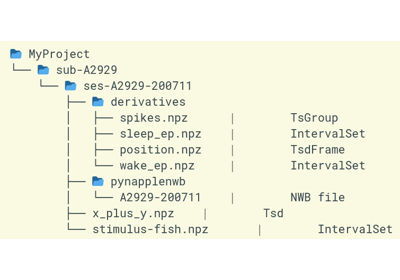 MyProject
└── sub-A2929
    └── ses-A2929-200711
        ├── derivatives
        │   ├── spikes.npz      |        TsGroup
        │   ├── sleep_ep.npz    |        IntervalSet
        │   ├── position.npz    |        TsdFrame
        │   └── wake_ep.npz     |        IntervalSet
        ├── pynapplenwb
        │   └── A2929-200711    |        NWB file
        ├── x_plus_y.npz    |        Tsd
        └── stimulus-fish.npz       |        IntervalSet